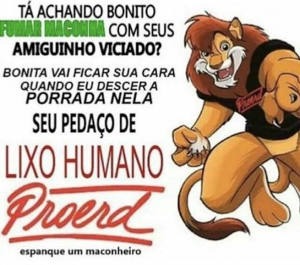 TÁ ACHANDO BONITO
FUMAR MACONHA COM SEUS
AMIGUINHO VICIADO?
BONITA VAI FICAR SUA CARA
QUANDO EU DESCER A
PORRADA NELA
SEU PEDAÇO DE
LIXO HUMANO
Proerd
espanque um maconheiro
Proerd